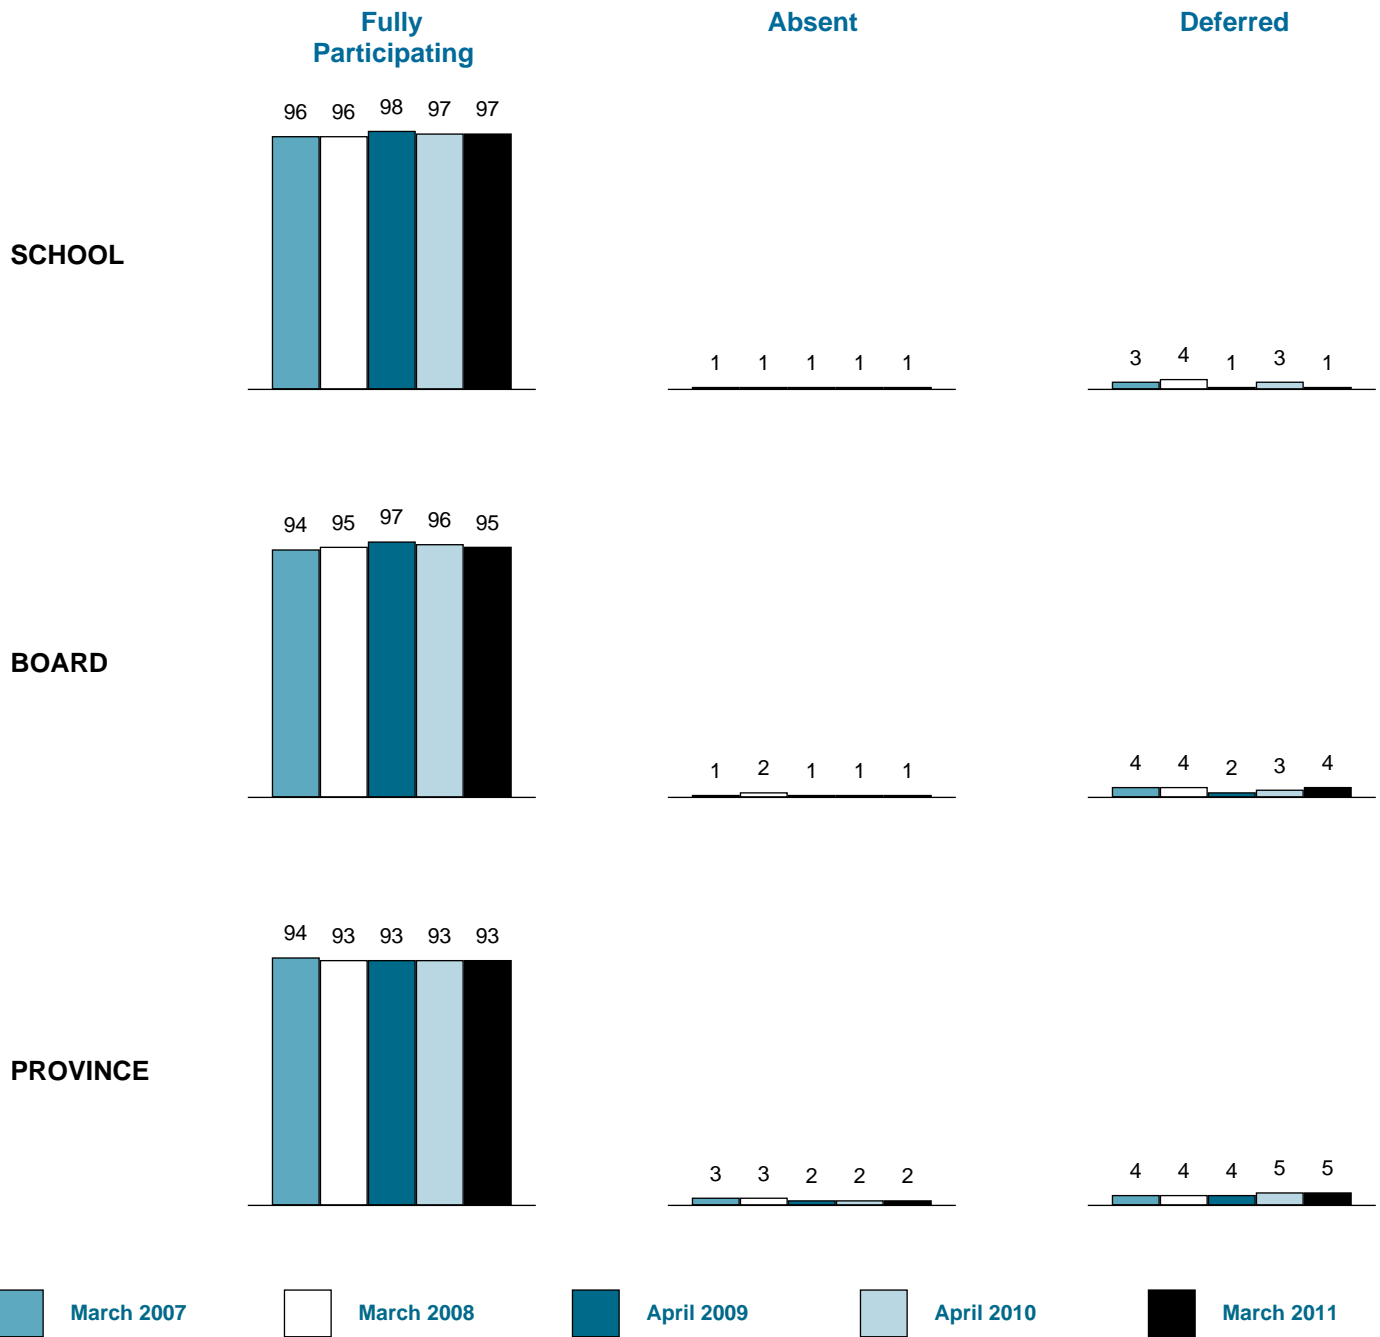 Fully
Participating
Absent
Deferred
96 96 98 97 97
SCHOOL
1 1 1 1 1
3 4 1 3 1
94 95 97 96 95
BOARD
1 2 1 1 1
4 4 2 3 4
94 93 93 93 93
PROVINCE
3 3 2 2 2
4 4 4 5 5
March 2007
March 2008
April 2009
April 2010
March 2011